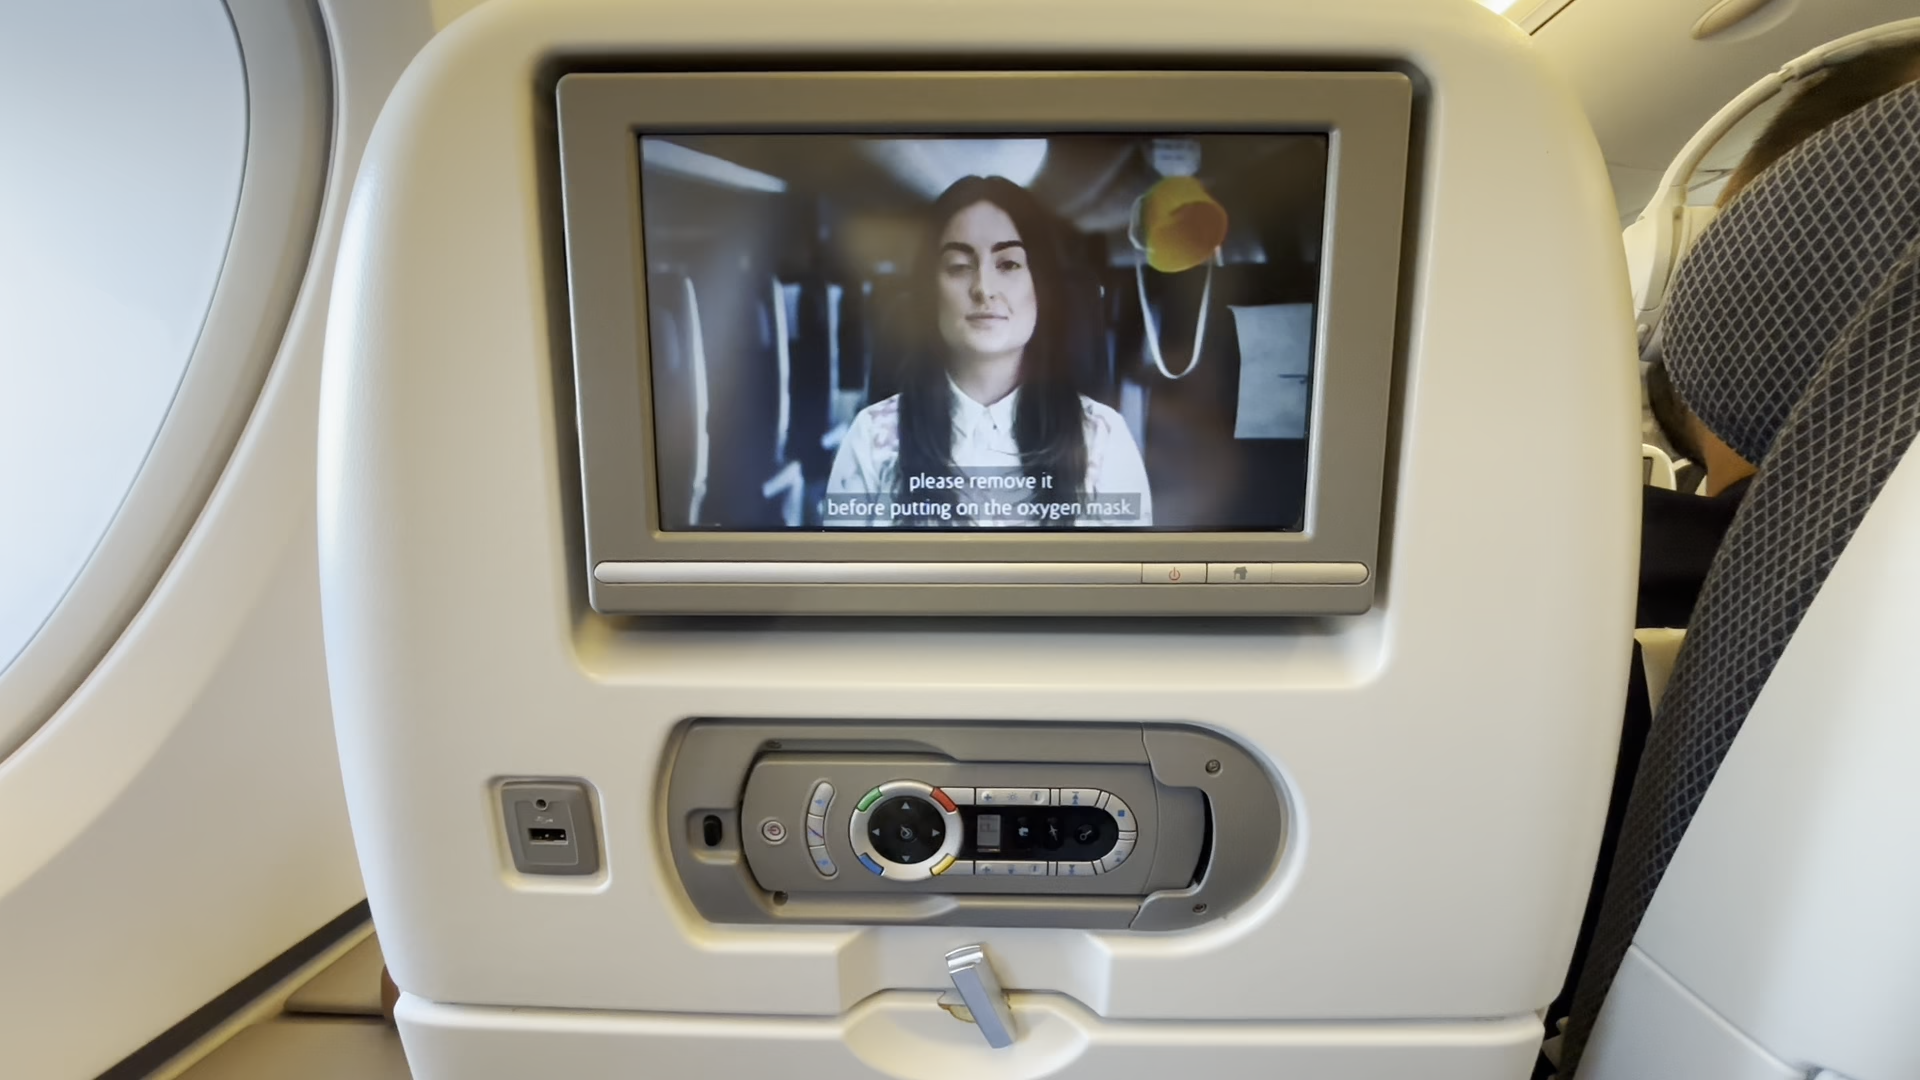 please remove it
before putting on the oxygen mask.